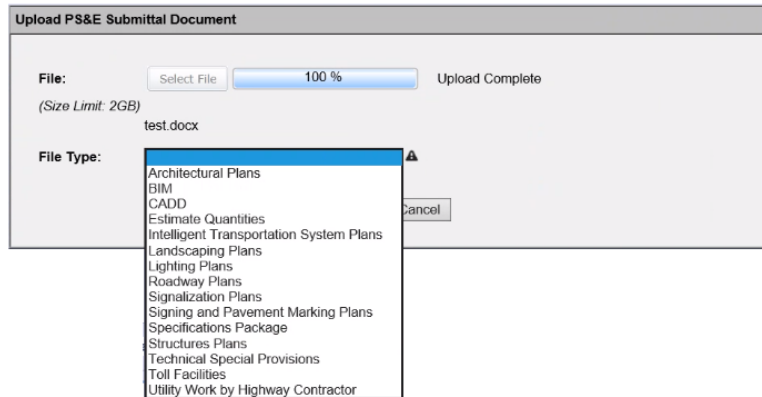 Upload PS&E Submittal Document
File: Select File 100 % Upload Complete
(Size Limit: 2GB)
test.docx
File Type:
Architectural Plans
BIM
CADD
Cancel
Estimate Quantities
Intelligent Transportation System Plans
Landscaping Plans
Lighting Plans
Roadway Plans
Signalization Plans
Signing and Pavement Marking Plans
Specifications Package
Structures Plans
Technical Special Provisions
Toll Facilities
Utility Work by Highway Contractor